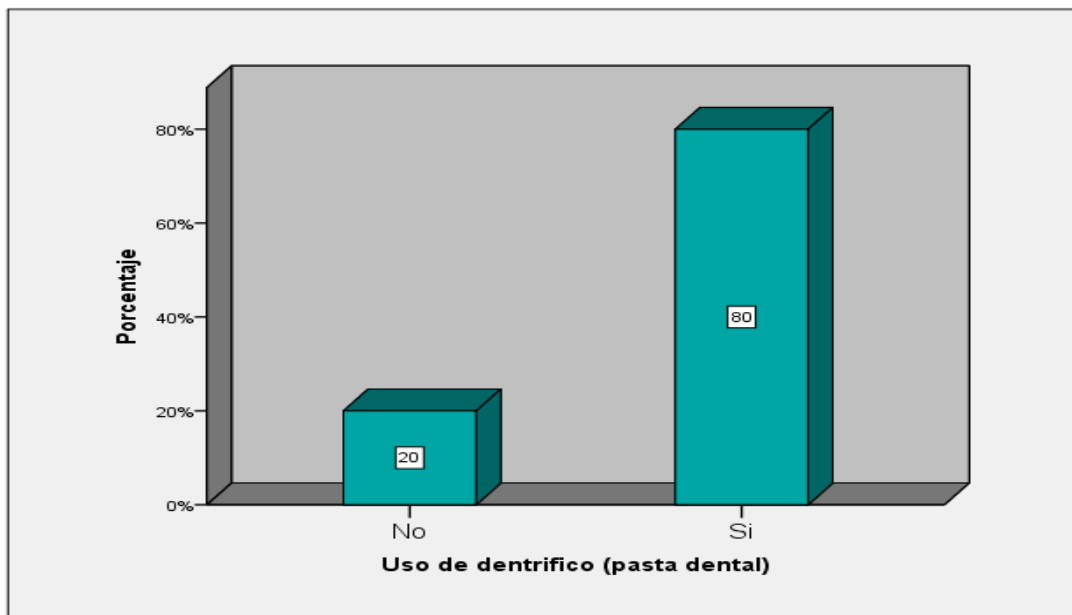 Porcentaje
80%
60%
40%
20%
0%
20
80
No
Si
Uso de dentrifico (pasta dental)